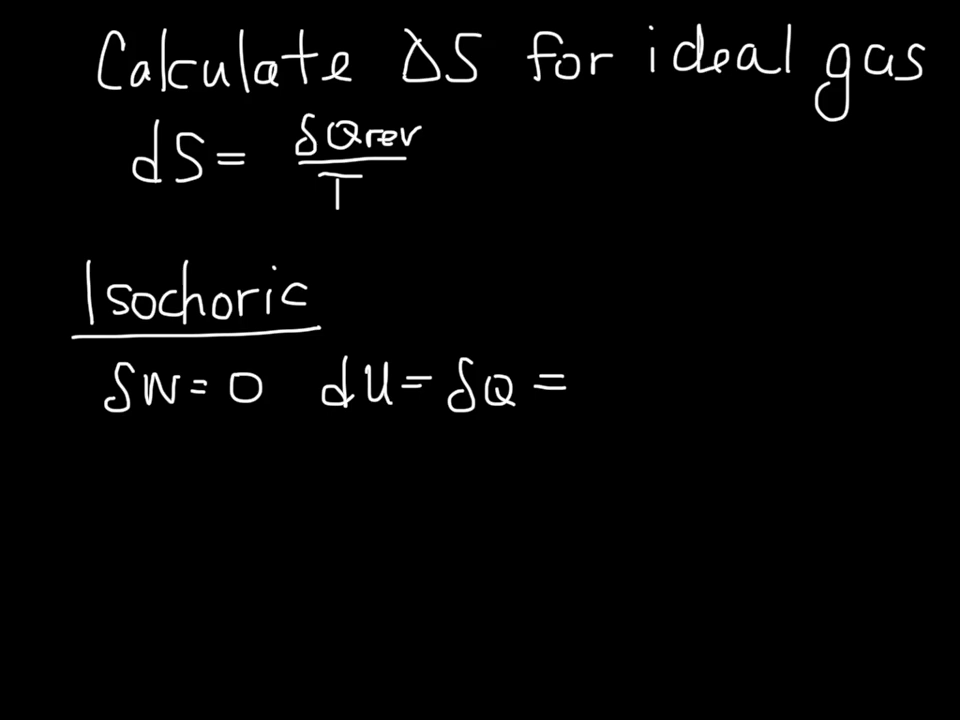 Calculate ΔS for ideal gas
dS = δQrev
T
Isochoric
δW = 0 dU = δQ =